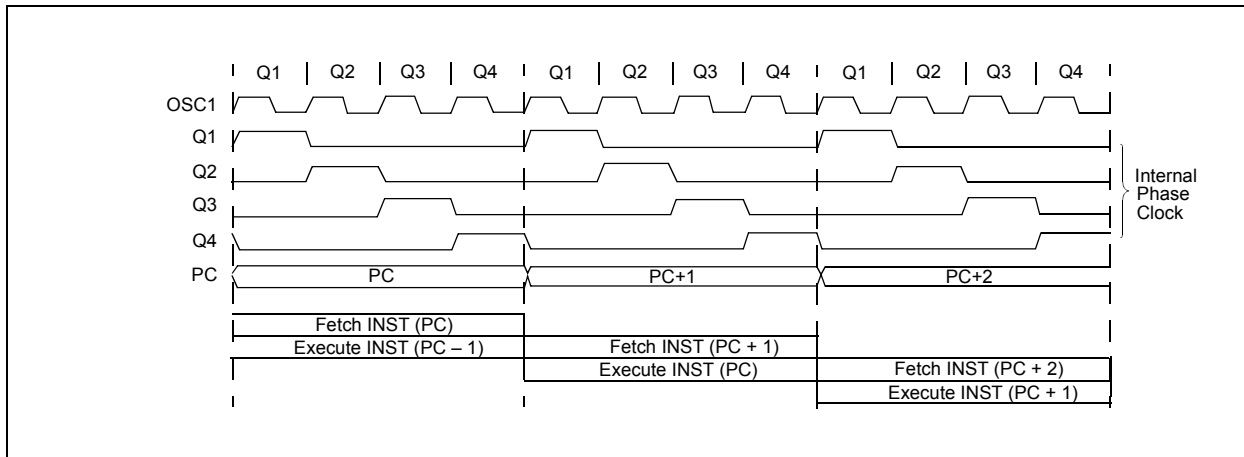 Q1 Q2 Q3 Q4 Q1 Q2 Q3 Q4 Q1 Q2 Q3 Q4
OSC1
Q1
Q2
Q3
Q4
PC
Internal
Phase
Clock
PC PC+1 PC+2
Fetch INST (PC)
Execute INST (PC – 1) Fetch INST (PC + 1)
Execute INST (PC) Fetch INST (PC + 2)
Execute INST (PC + 1)